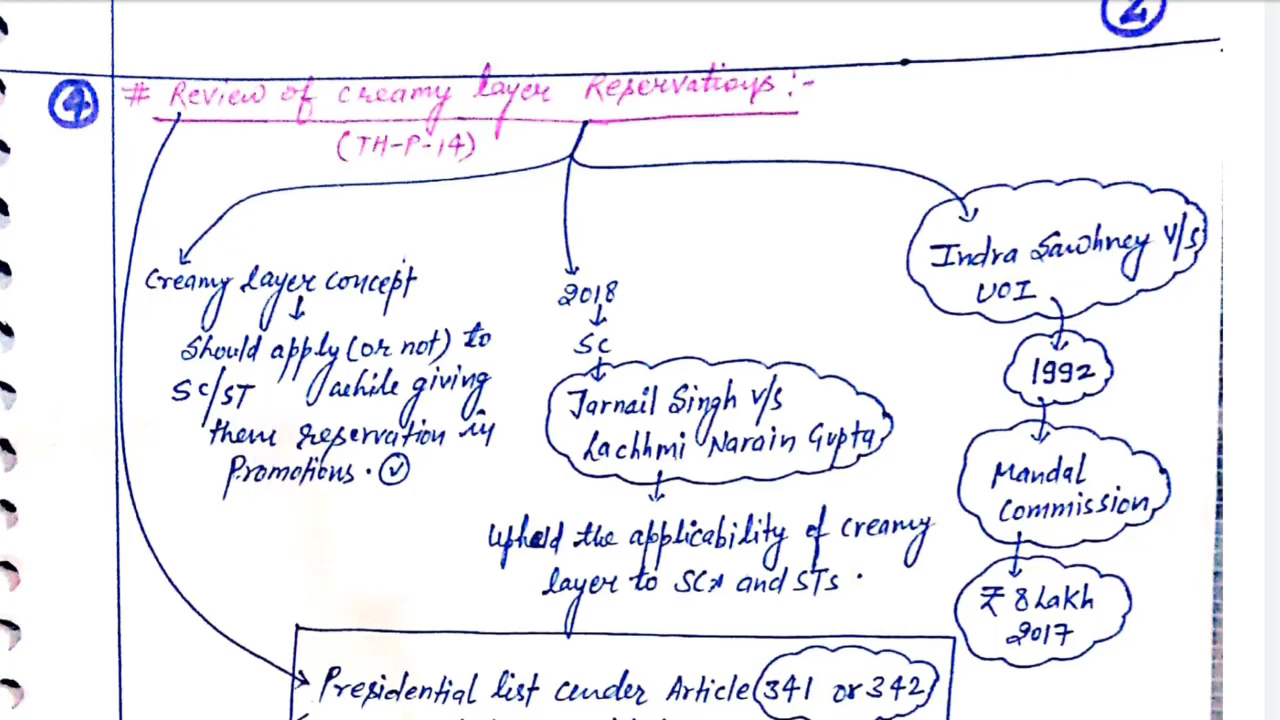 2
4
# Review of creamy layer Reservations :-
(TH-P-14)
Creamy layer concept
Should apply (or not) to
SC/ST while giving
them reservation in
Promotions.
2018
SC
Jarnail Singh v/s
Lachhmi Narain Gupta
Upheld the applicability of creamy
layer to SCs and STs.
Indra Sawhney v/s
UOI
1992
Mandal
Commission
₹ 8 Lakh
2017
Presidential list under Article 341 or 342